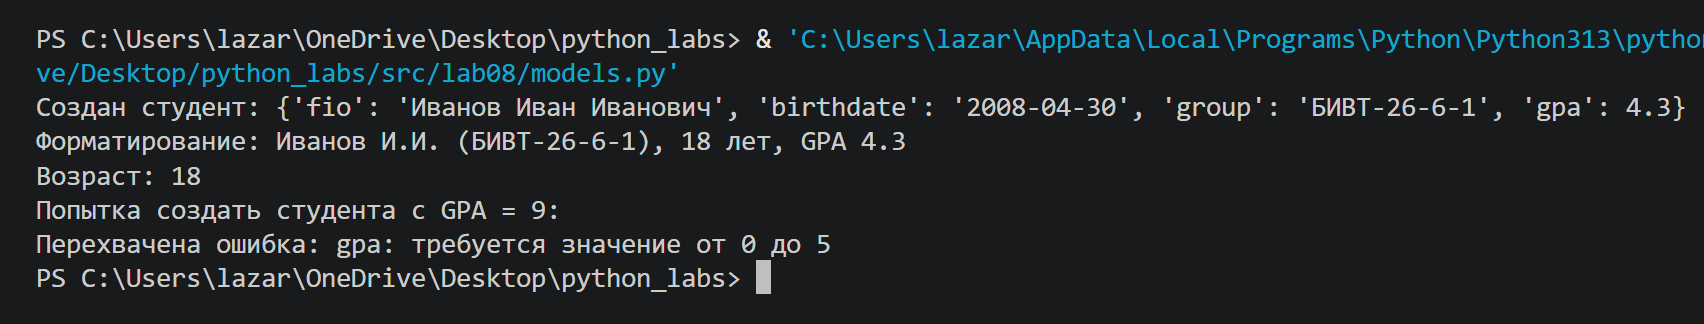 PS C:\Users\lazar\OneDrive\Desktop\python_labs> & 'C:\Users\lazar\AppData\Local\Programs\Python\Python313\pythor
ve/Desktop/python_labs/src/lab08/models.py'
Создан студент: {'fio': 'Иванов Иван Иванович', 'birthdate': '2008-04-30', 'group': 'БИВТ-26-6-1', 'gpa': 4.3}
Форматирование: Иванов И.И. (БИВТ-26-6-1), 18 лет, GPA 4.3
Возраст: 18
Попытка создать студента с GPA = 9:
Перехвачена ошибка: gpa: требуется значение от 0 до 5
PS C:\Users\lazar\OneDrive\Desktop\python_labs>